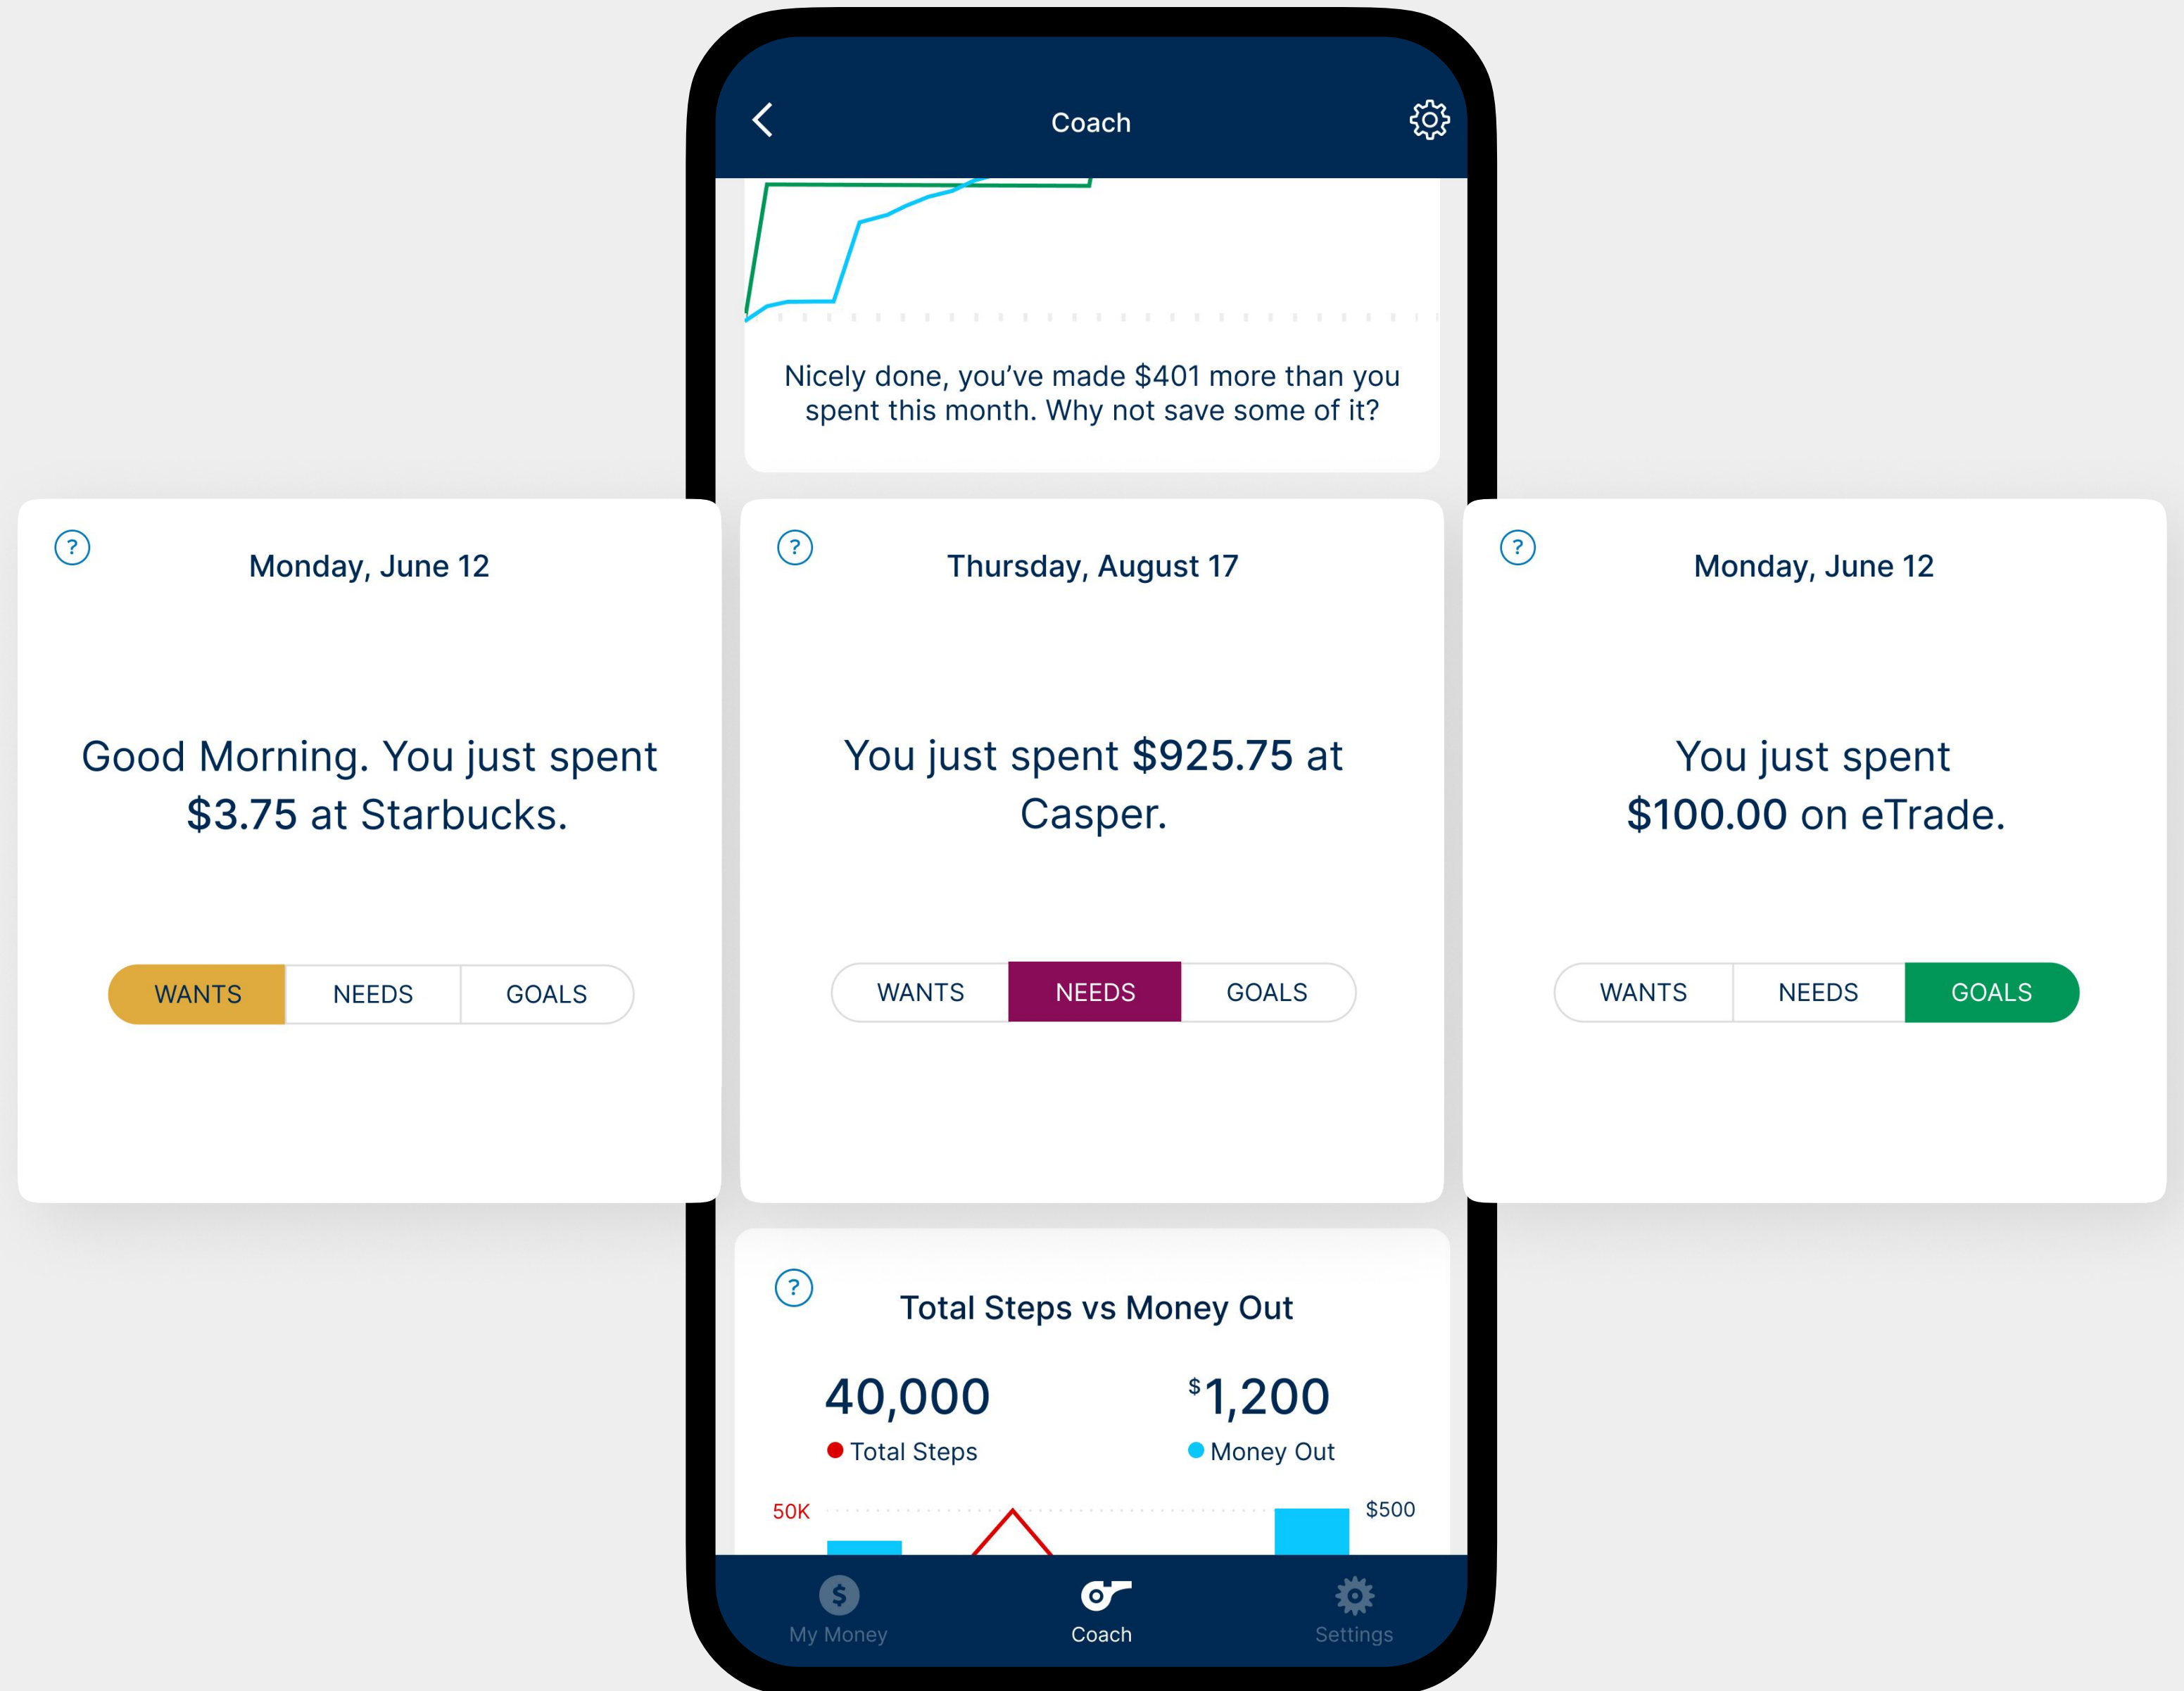 Coach
Nicely done, you’ve made $401 more than you
spent this month. Why not save some of it?
?
Monday, June 12
Good Morning. You just spent
$3.75 at Starbucks.
WANTS NEEDS GOALS
?
Thursday, August 17
You just spent $925.75 at
Casper.
WANTS NEEDS GOALS
?
Monday, June 12
You just spent
$100.00 on eTrade.
WANTS NEEDS GOALS
?
Total Steps vs Money Out
40,000 $1,200
Total Steps Money Out
50K $500
$
My Money Coach Settings